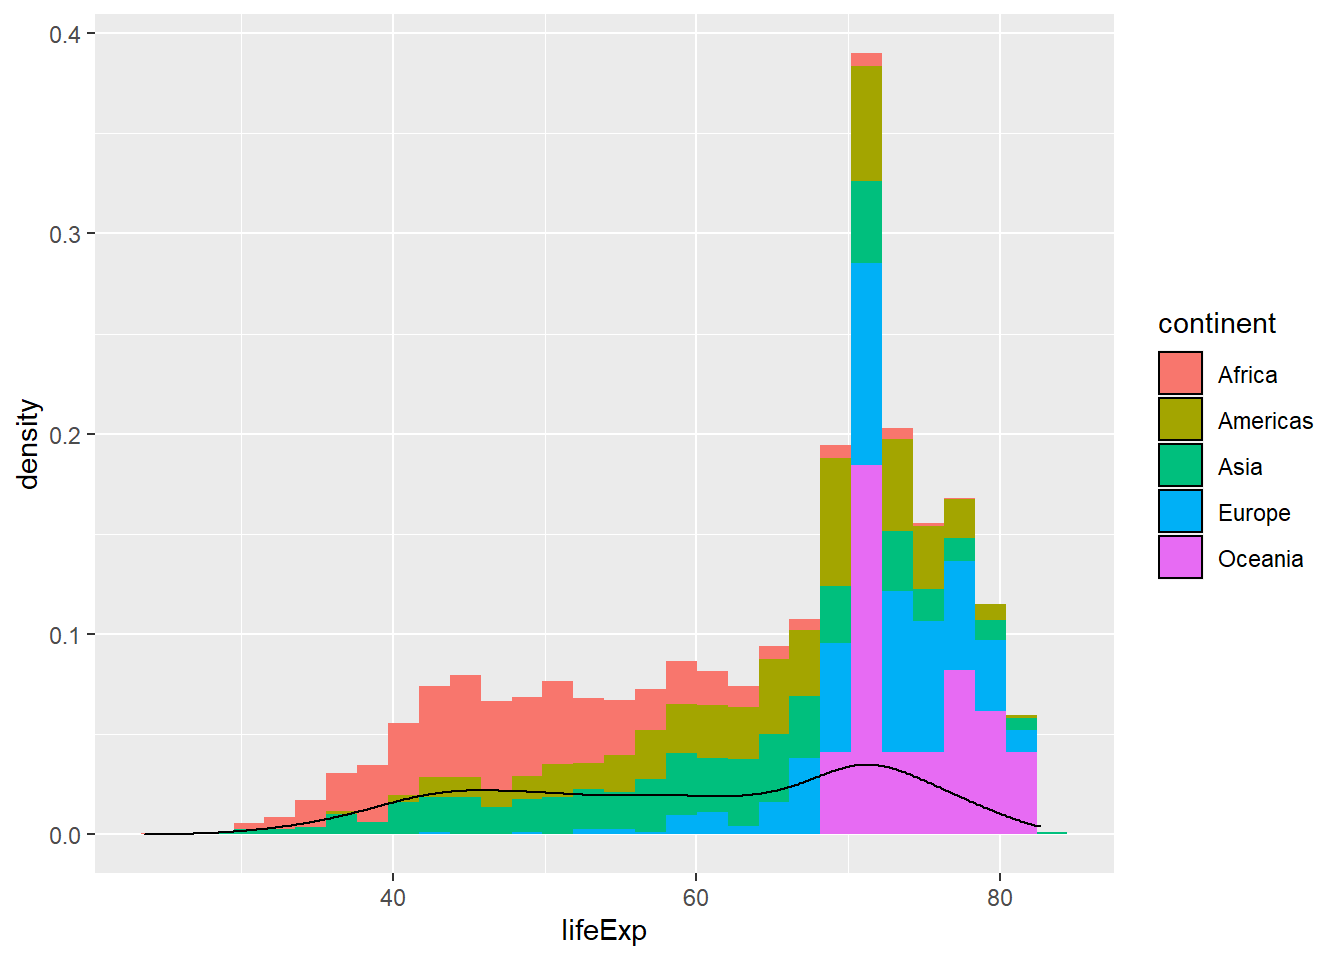 0.4
0.3
0.2
0.1
0.0
density
40 60 80
lifeExp
continent
Africa
Americas
Asia
Europe
Oceania